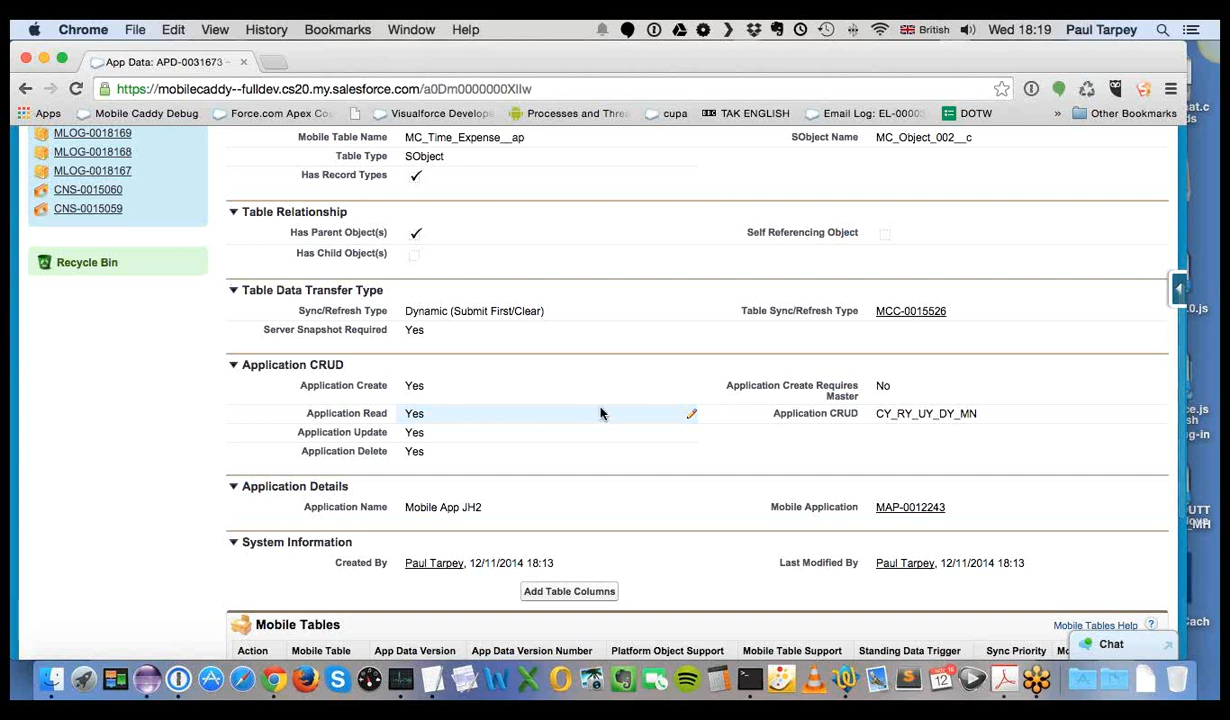 Chrome File Edit View History Bookmarks Window Help British Wed 18:19 Paul Tarpey
App Data: APD-0031673 –
https://mobilecaddy--fulldev.cs20.my.salesforce.com/a0Dm0000000XIlw
Apps Mobile Caddy Debug Force.com Apex Co Visualforce Develop Processes and Thre cupa TAK ENGLISH Email Log: EL-0000 DOTW » Other Bookmarks
MLOG-0018169
MLOG-0018168
MLOG-0018167
CNS-0015060
CNS-0015059
Recycle Bin
Mobile Table Name MC_Time_Expense__ap SObject Name MC_Object_002__c
Table Type SObject
Has Record Types
Table Relationship
Has Parent Object(s) Self Referencing Object
Has Child Object(s)
Table Data Transfer Type
Sync/Refresh Type Dynamic (Submit First/Clear) Table Sync/Refresh Type MCC-0015526
Server Snapshot Required Yes
Application CRUD
Application Create Yes Application Create Requires Master No
Application Read Yes Application CRUD CY_RY_UY_DY_MN
Application Update Yes
Application Delete Yes
Application Details
Application Name Mobile App JH2 Mobile Application MAP-0012243
System Information
Created By Paul Tarpey, 12/11/2014 18:13 Last Modified By Paul Tarpey, 12/11/2014 18:13
Add Table Columns
Mobile Tables Mobile Tables Help ?
Action Mobile Table App Data Version App Data Version Number Platform Object Support Mobile Table Support Standing Data Trigger Sync Priority Mo
Chat